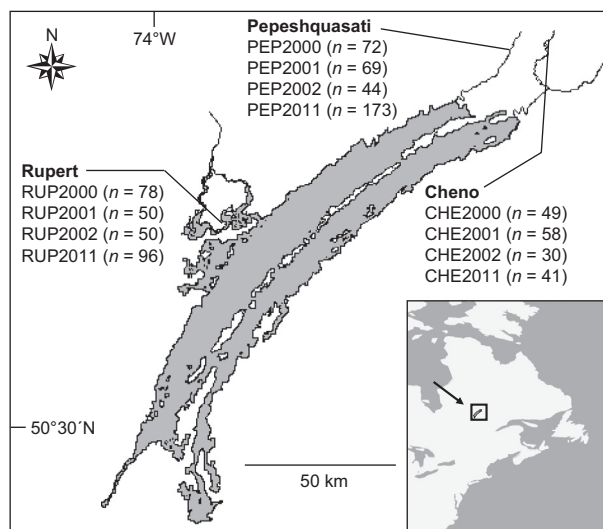 N
74°W
Pepeshquasati
PEP2000 (n = 72)
PEP2001 (n = 69)
PEP2002 (n = 44)
PEP2011 (n = 173)
Rupert
RUP2000 (n = 78)
RUP2001 (n = 50)
RUP2002 (n = 50)
RUP2011 (n = 96)
Cheno
CHE2000 (n = 49)
CHE2001 (n = 58)
CHE2002 (n = 30)
CHE2011 (n = 41)
50°30´N
50 km